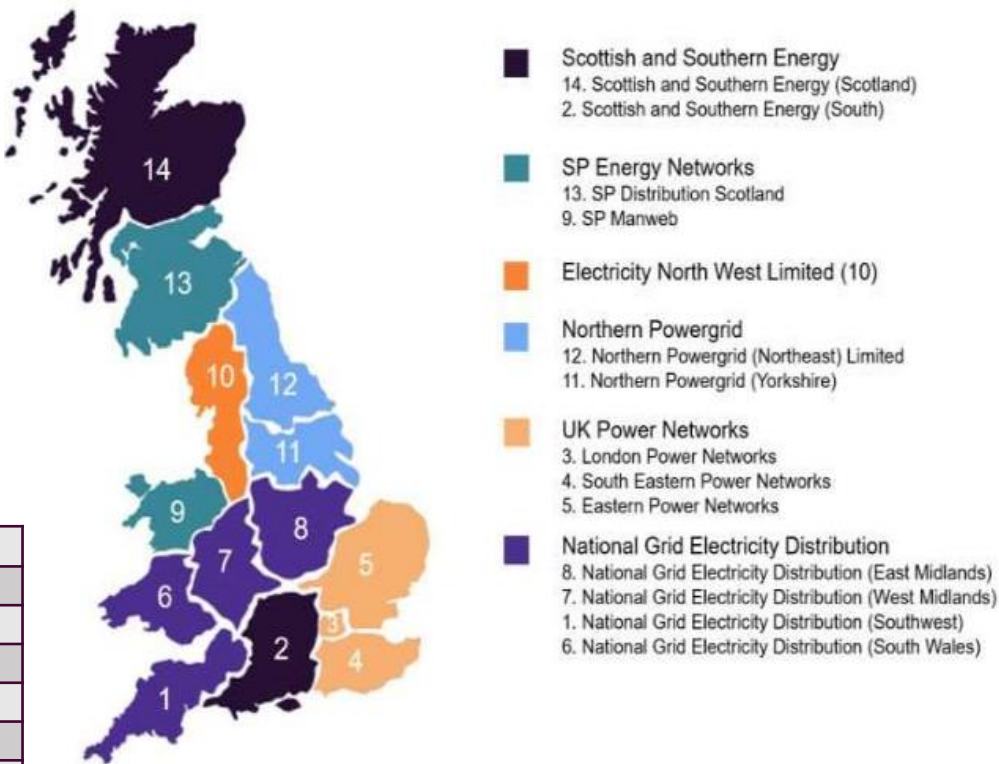 14
13
10
12
11
9
8
7
5
6
3
2
4
1
Scottish and Southern Energy
14. Scottish and Southern Energy (Scotland)
2. Scottish and Southern Energy (South)
SP Energy Networks
13. SP Distribution Scotland
9. SP Manweb
Electricity North West Limited (10)
Northern Powergrid
12. Northern Powergrid (Northeast) Limited
11. Northern Powergrid (Yorkshire)
UK Power Networks
3. London Power Networks
4. South Eastern Power Networks
5. Eastern Power Networks
National Grid Electricity Distribution
8. National Grid Electricity Distribution (East Midlands)
7. National Grid Electricity Distribution (West Midlands)
1. National Grid Electricity Distribution (Southwest)
6. National Grid Electricity Distribution (South Wales)